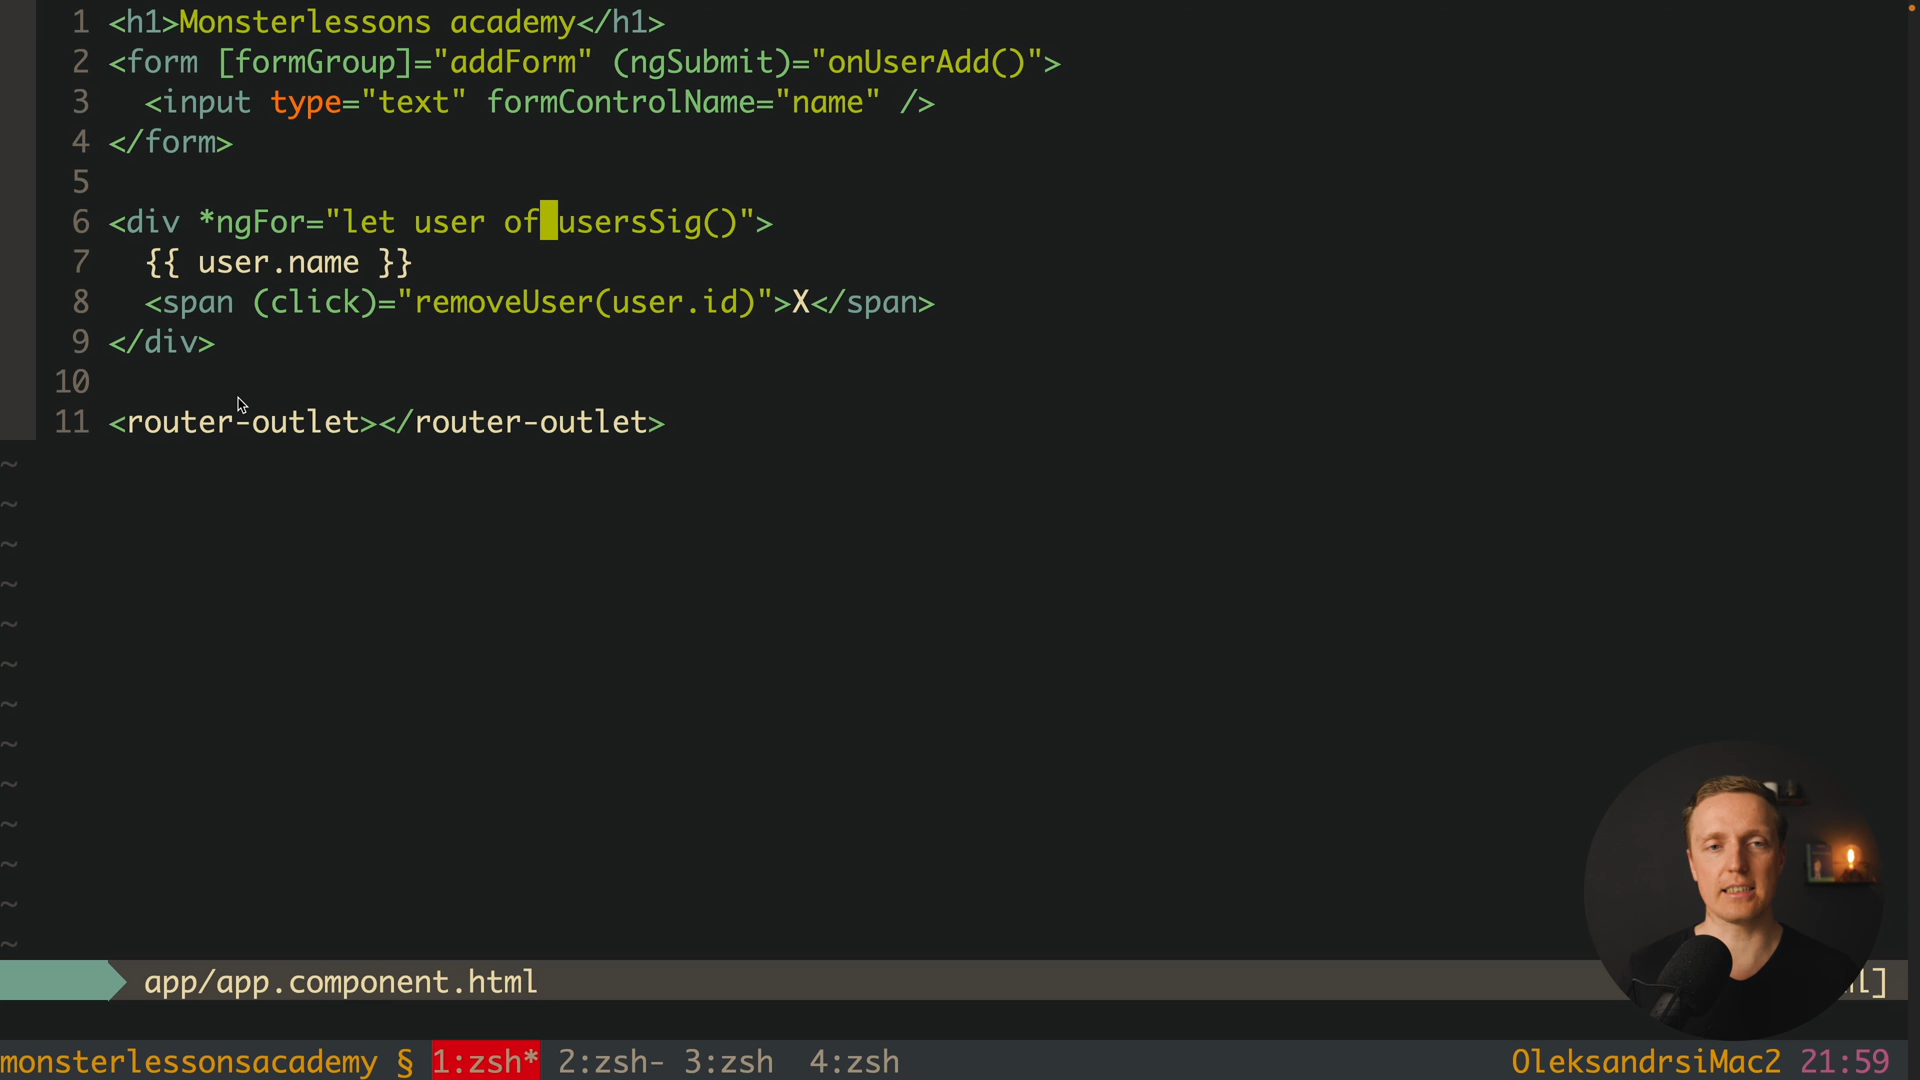 1 <h1>Monsterlessons academy</h1>
2 <form [formGroup]="addForm" (ngSubmit)="onUserAdd()">
3   <input type="text" formControlName="name" />
4 </form>
5
6 <div *ngFor="let user of usersSig()">
7   {{ user.name }}
8   <span (click)="removeUser(user.id)">X</span>
9 </div>
10
11 <router-outlet></router-outlet>
~
~
~
~
~
~
~
~
~
~
~
~
~
app/app.component.html
monsterlessonsacademy § 1:zsh* 2:zsh- 3:zsh 4:zsh OleksandrsiMac2 21:59